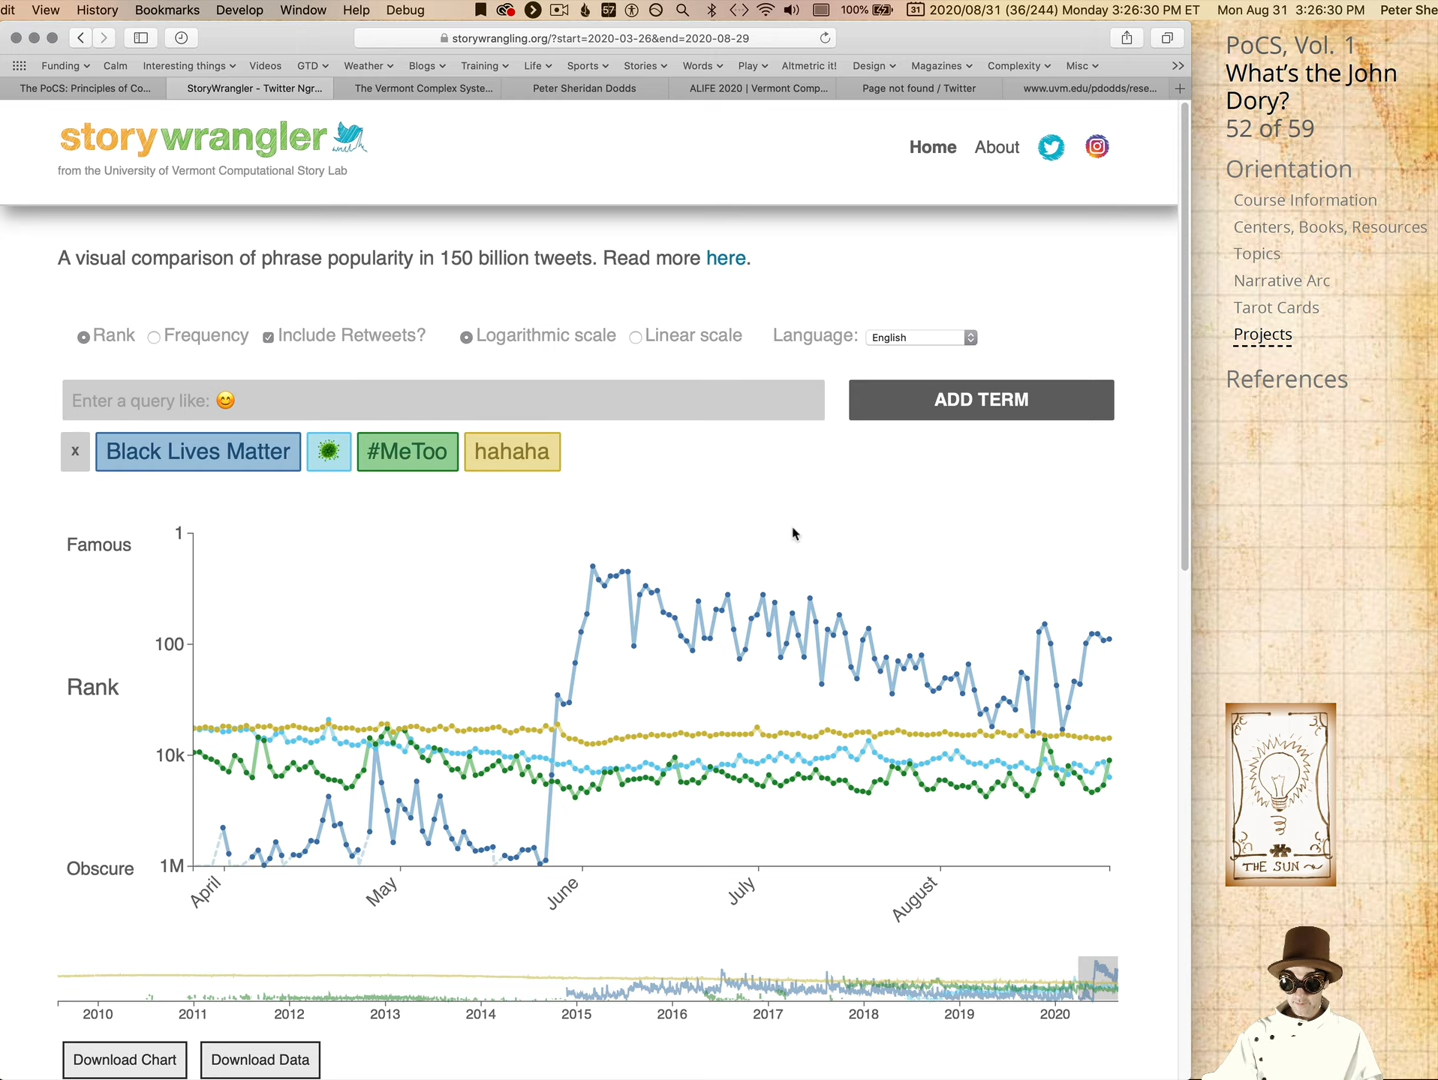 dit View History Bookmarks Develop Window Help Debug 57 100% 31 2020/08/31 (36/244) Monday 3:26:30 PM ET Mon Aug 31 3:26:30 PM Peter She
storywrangling.org/?start=2020-03-26&end=2020-08-29
Funding Calm Interesting things Videos GTD Weather Blogs Training Life Sports Stories Words Play Altmetric it! Design Magazines Complexity Misc
The PoCS: Principles of Co... StoryWrangler - Twitter Ngr... The Vermont Complex Syste... Peter Sheridan Dodds ALIFE 2020 | Vermont Comp... Page not found / Twitter www.uvm.edu/pdodds/rese...
storywrangler
from the University of Vermont Computational Story Lab
Home About
A visual comparison of phrase popularity in 150 billion tweets. Read more here.
Rank Frequency Include Retweets? Logarithmic scale Linear scale Language: English
Enter a query like: 😊 ADD TERM
x Black Lives Matter #MeToo hahaha
Famous 1
100
Rank
10k
Obscure 1M
April May June July August
2010 2011 2012 2013 2014 2015 2016 2017 2018 2019 2020
Download Chart Download Data
PoCS, Vol. 1
What's the John
Dory?
52 of 59
Orientation
Course Information
Centers, Books, Resources
Topics
Narrative Arc
Tarot Cards
Projects
References
THE SUN